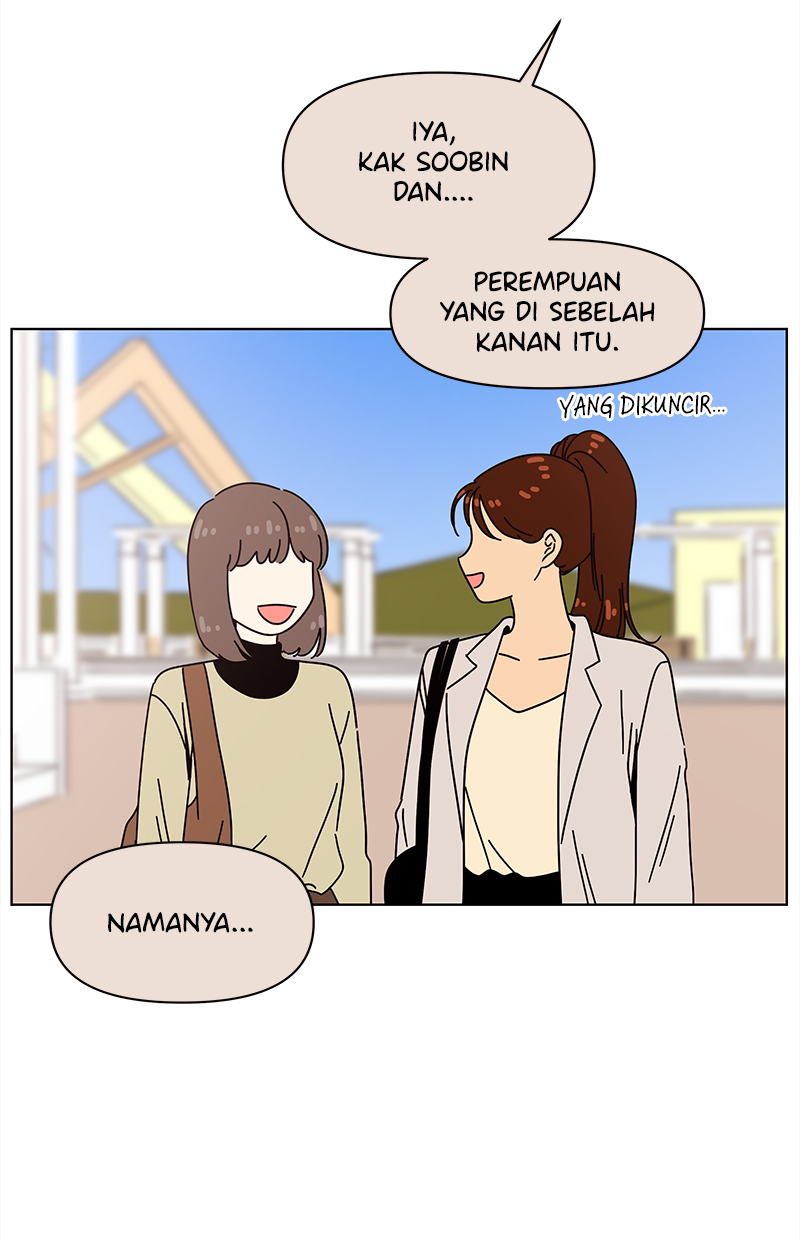 IYA,
KAK SOOBIN
DAN....
PEREMPUAN
YANG DI SEBELAH
KANAN ITU.
YANG DIKUNCIR...
NAMANYA...